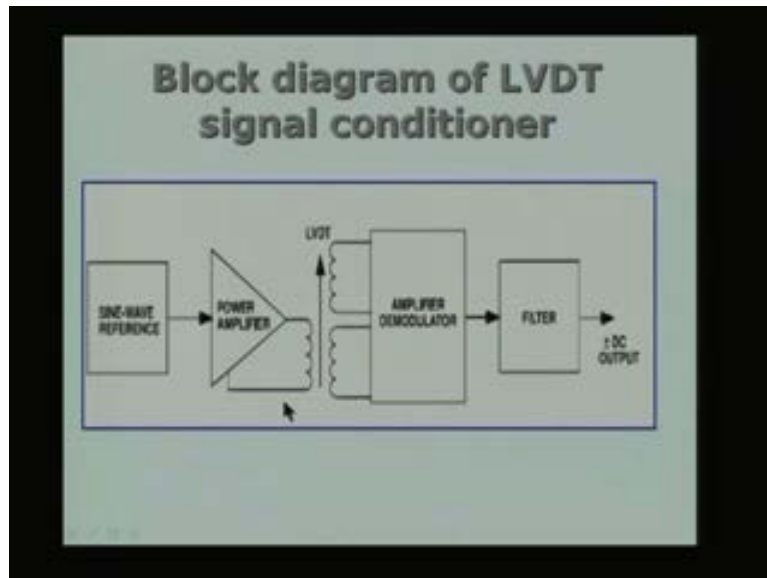 Block diagram of LVDT
signal conditioner
SINE-WAVE
REFERENCE
POWER
AMPLIFIER
LVDT
AMPLIFIER
DEMODULATOR
FILTER
± DC
OUTPUT